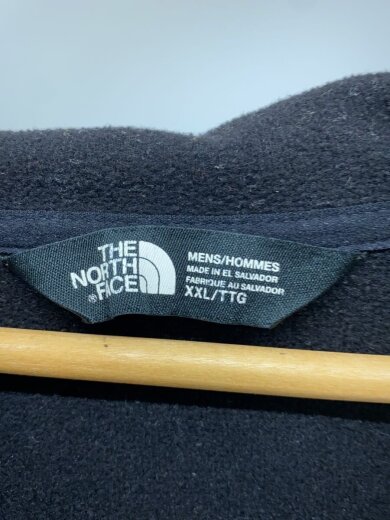 THE
NORTH
FACE®
MENS/HOMMES
MADE IN EL SALVADOR
FABRIQUE AU SALVADOR
XXL/TTG